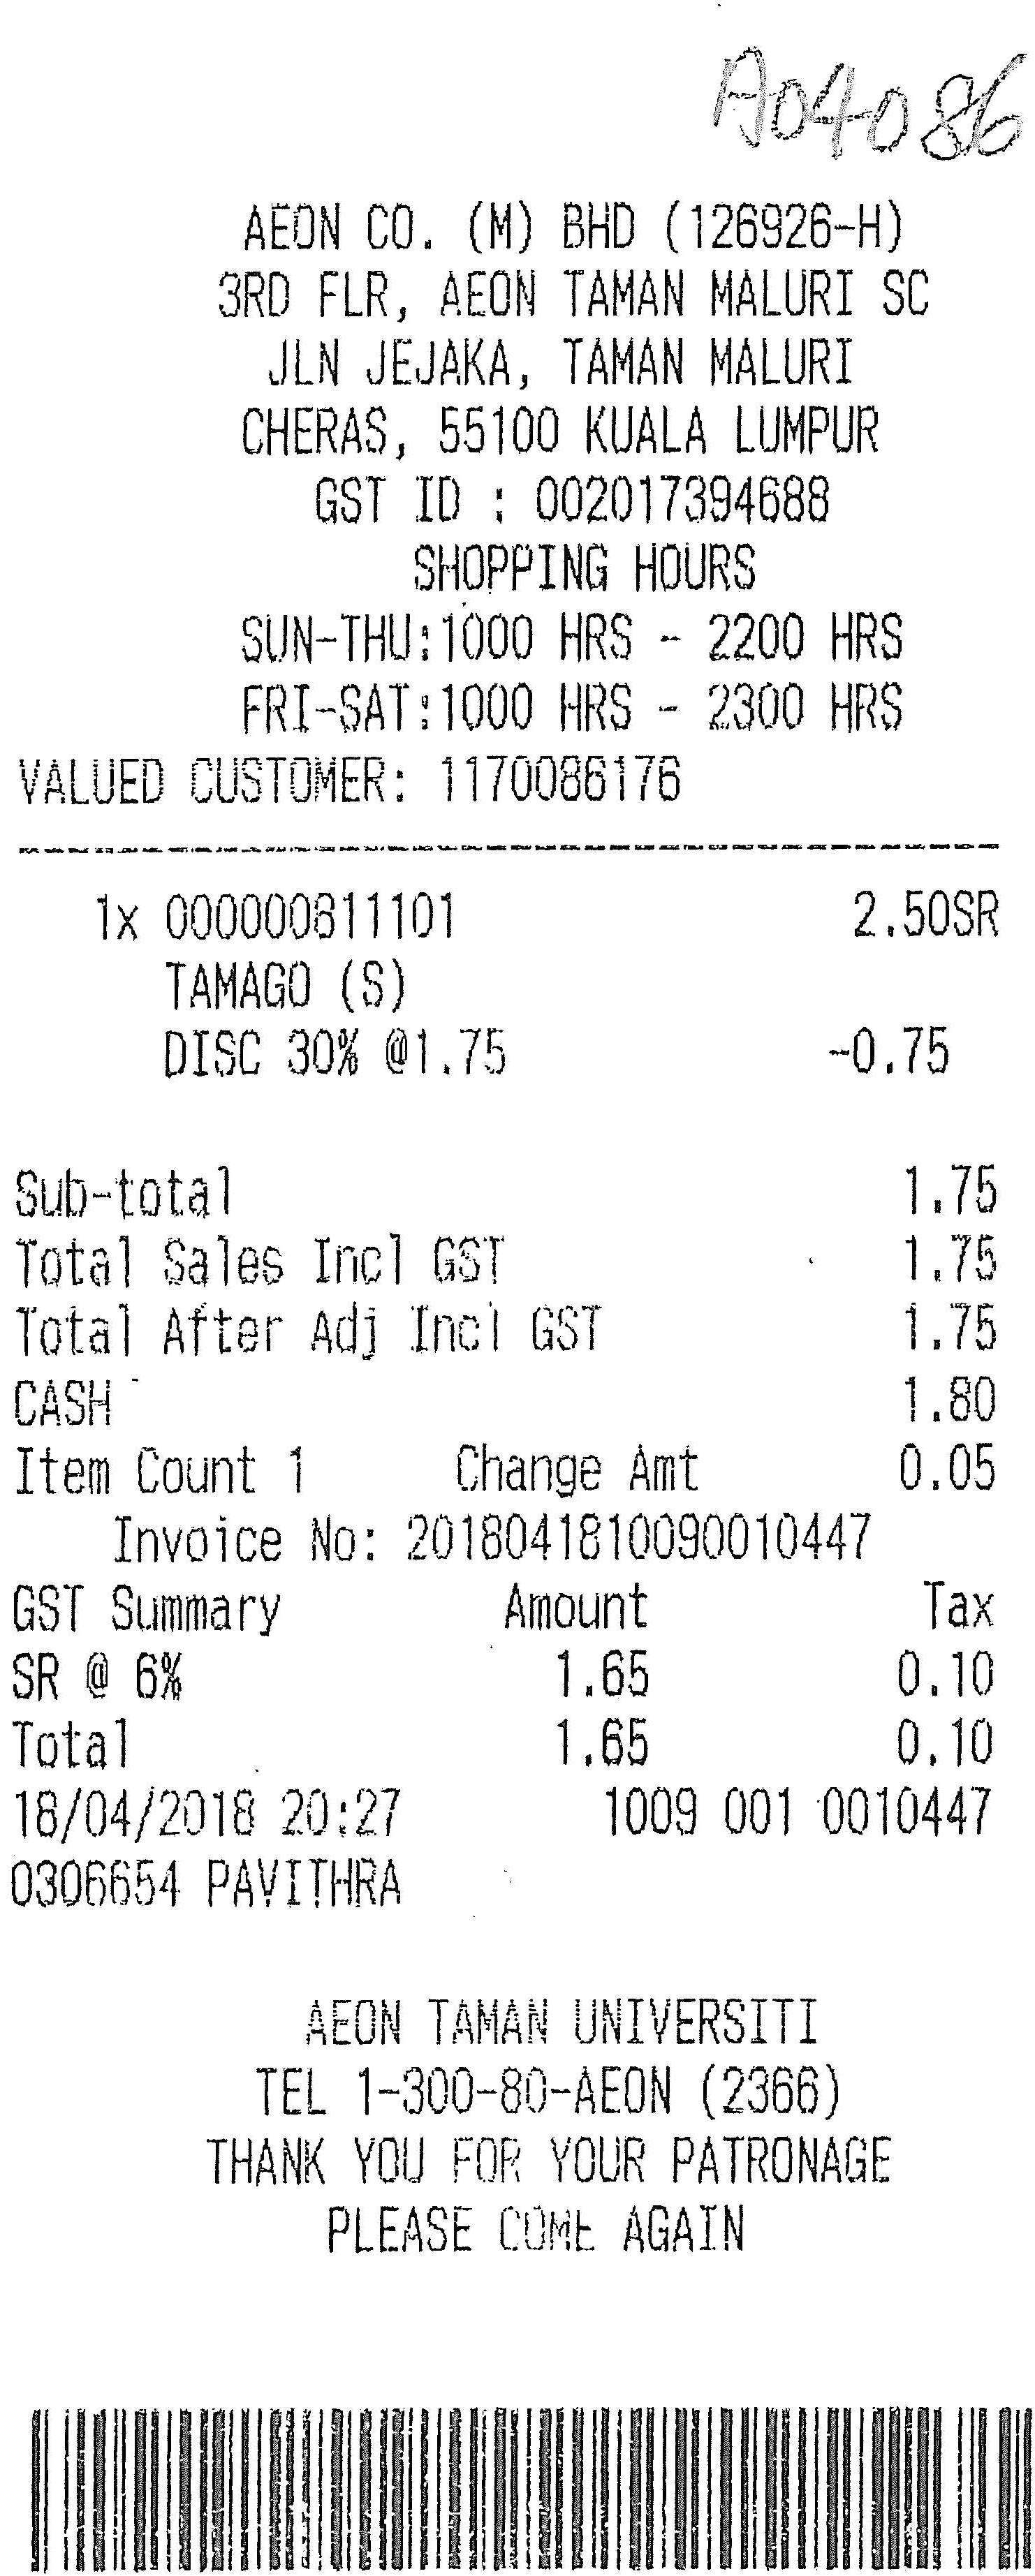 A04086
AEON CO. (M) BHD (126926-H)
3RD FLR, AEON TAMAN MALURI SC
JLN JEJAKA, TAMAN MALURI
CHERAS, 55100 KUALA LUMPUR
GST ID : 002017394688
SHOPPING HOURS
SUN-THU:1000 HRS - 2200 HRS
FRI-SAT:1000 HRS - 2300 HRS
VALUED CUSTOMER: 1170086176
1x 000000811101 2.50SR
TAMAGO (S)
DISC 30% @1.75 -0.75
Sub-total 1.75
Total Sales Incl GST 1.75
Total After Adj Incl GST 1.75
CASH 1.80
Item Count 1 Change Amt 0.05
Invoice No: 2018041810090010447
GST Summary Amount Tax
SR @ 6% 1.65 0.10
Total 1.65 0.10
18/04/2018 20:27 1009 001 0010447
0306654 PAVITHRA
AEON TAMAN UNIVERSITI
TEL 1-300-80-AEON (2366)
THANK YOU FOR YOUR PATRONAGE
PLEASE COME AGAIN